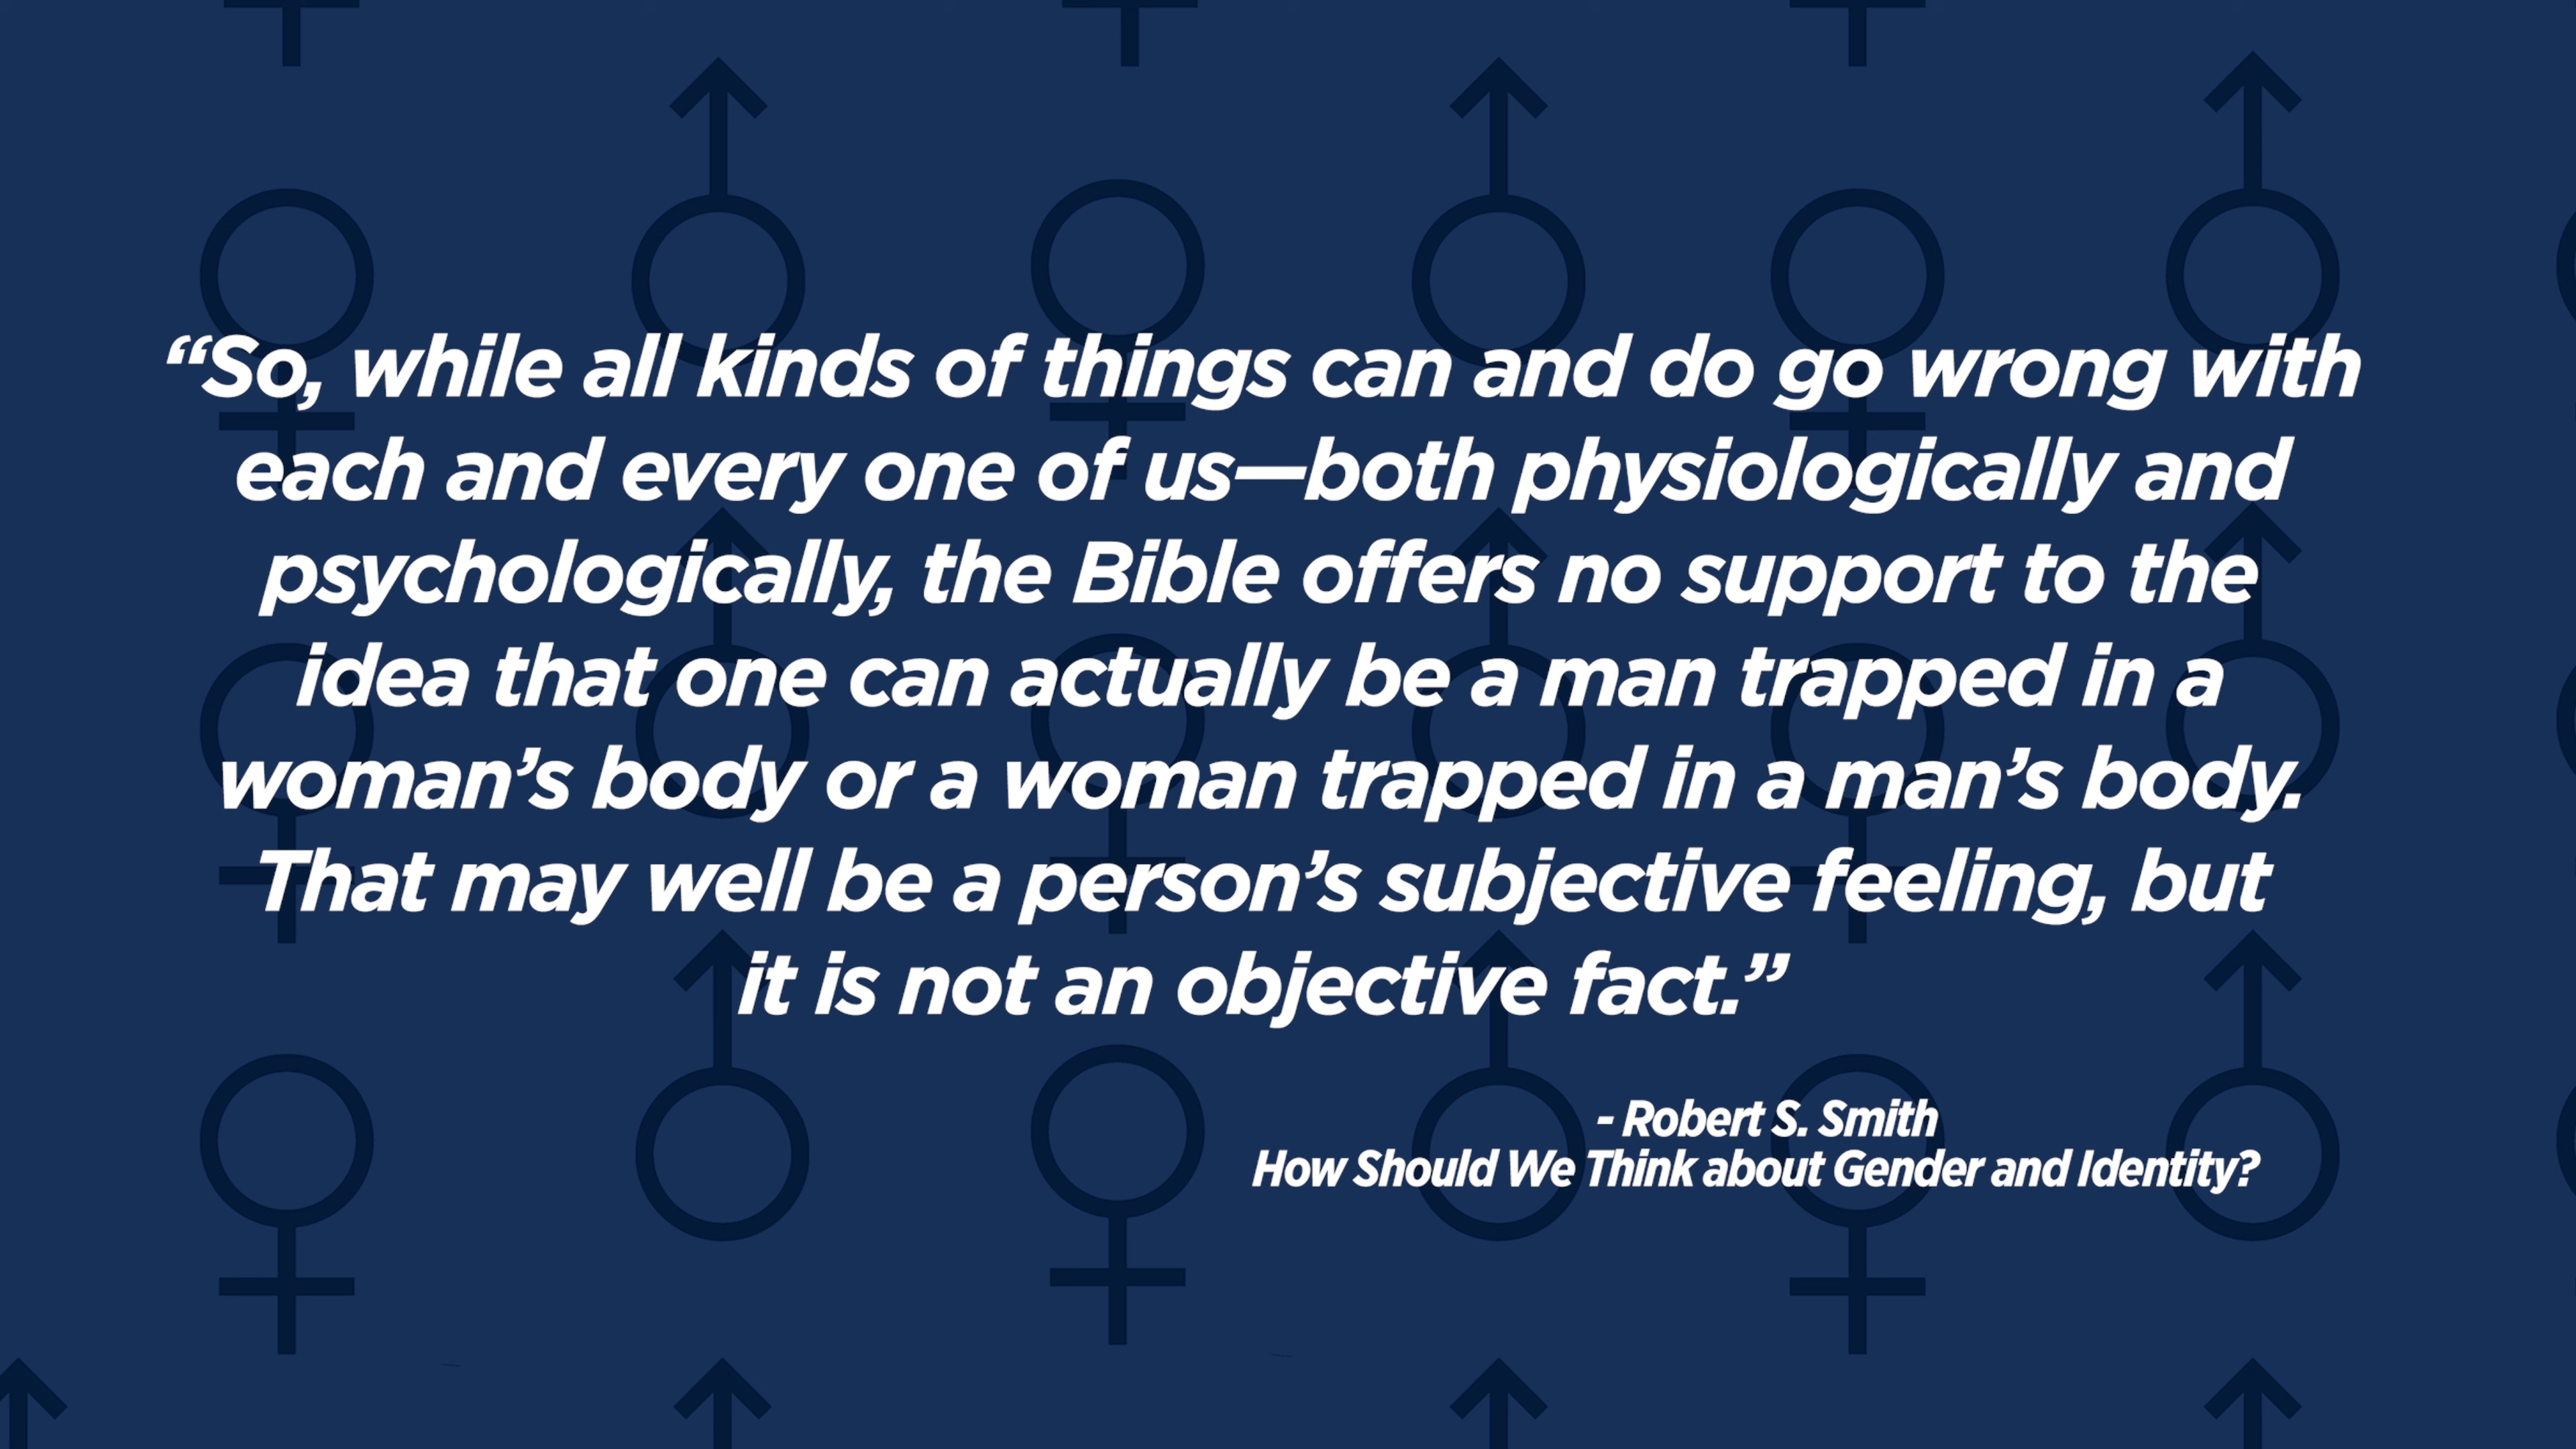 “So, while all kinds of things can and do go wrong with
each and every one of us—both physiologically and
psychologically, the Bible offers no support to the
idea that one can actually be a man trapped in a
woman’s body or a woman trapped in a man’s body.
That may well be a person’s subjective feeling, but
it is not an objective fact.”
- Robert S. Smith
How Should We Think about Gender and Identity?